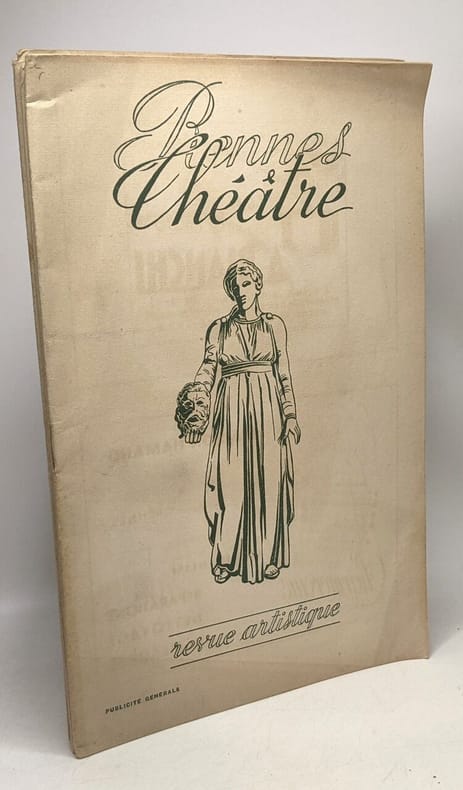 Rennes
Théâtre
revue artistique
PUBLICITÉ GÉNÉRALE